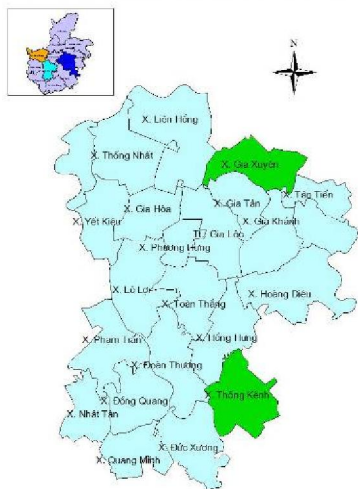 N
X. Liên Hồng
X. Thống Nhất
X. Gia Xuyên
X. Tân Tiến
X. Gia Hòa
X. Gia Tân
X. Yết Kiêu
X. Gia Khánh
TT Gia Lộc
X. Phương Hưng
X. Lê Lợi
X. Hoàng Diệu
X. Toàn Thắng
X. Hồng Hưng
X. Phạm Trấn
X. Đoàn Thượng
X. Thống Kênh
X. Đồng Quang
X. Nhật Tân
X. Đức Xương
X. Quang Minh